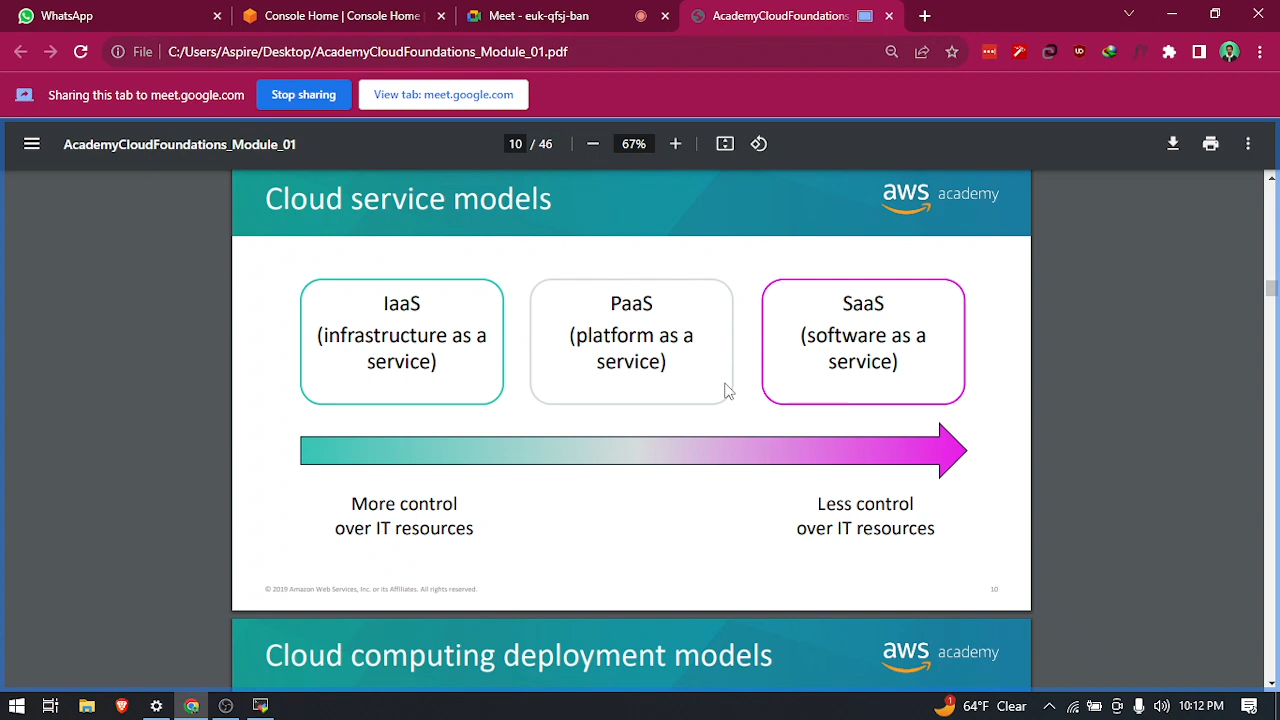 WhatsApp
Home | Coder Foundations
Meet - euk-qfsj-ban
AcademyCloudFoundations
File
C:/Users/Aspire/Desktop/AcademyCloudFoundations_Module_01.pdf
Sharing this tab to meet.google.com
Stop sharing
View tab: meet.google.com
AcademyCloudFoundations_Module_01
10 / 46
67%
Cloud service models
aws academy
IaaS
(infrastructure as a
service)
PaaS
(platform as a
service)
SaaS
(software as a
service)
More control
over IT resources
Less control
over IT resources
© 2019 Amazon Web Services, Inc. or its Affiliates. All rights reserved.
10
Cloud computing deployment models
aws academy
1
64°F Clear
10:12 PM